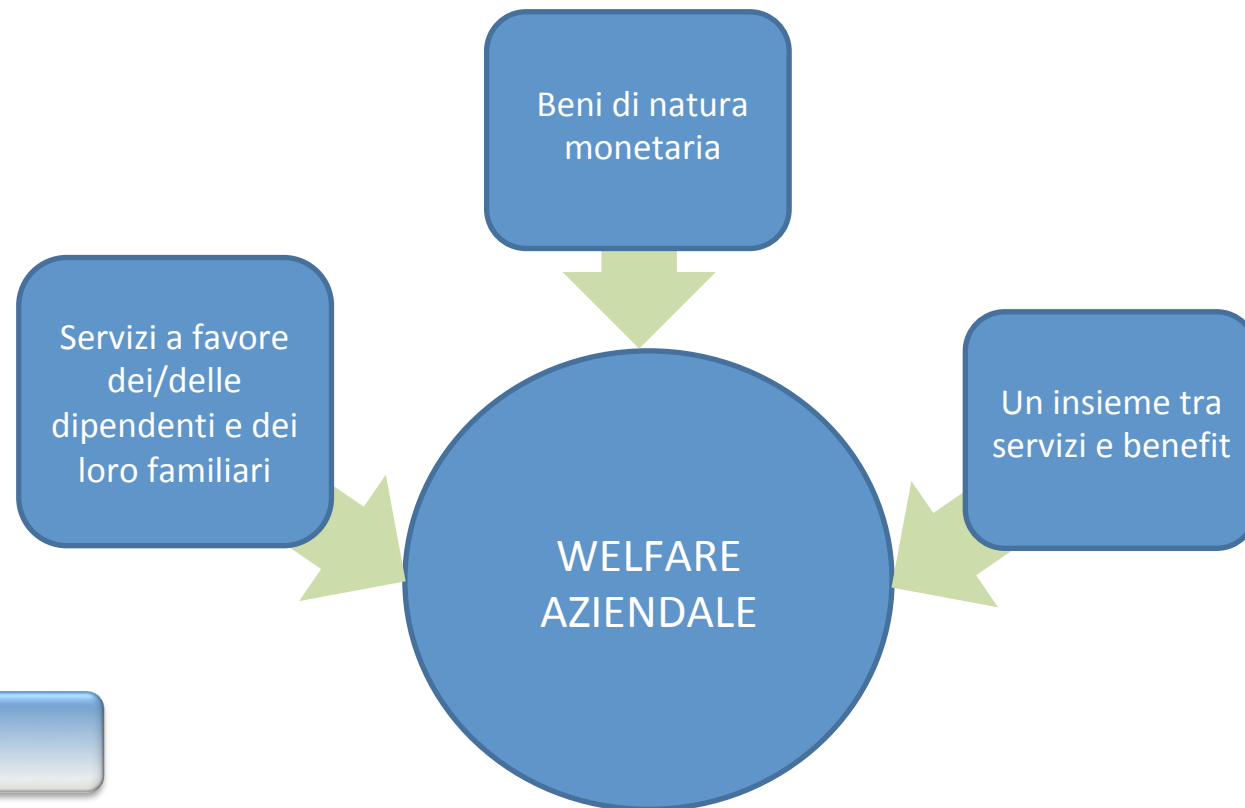 Beni di natura
monetaria
Servizi a favore
dei/delle
dipendenti e dei
loro familiari
Un insieme tra
servizi e benefit
WELFARE
AZIENDALE